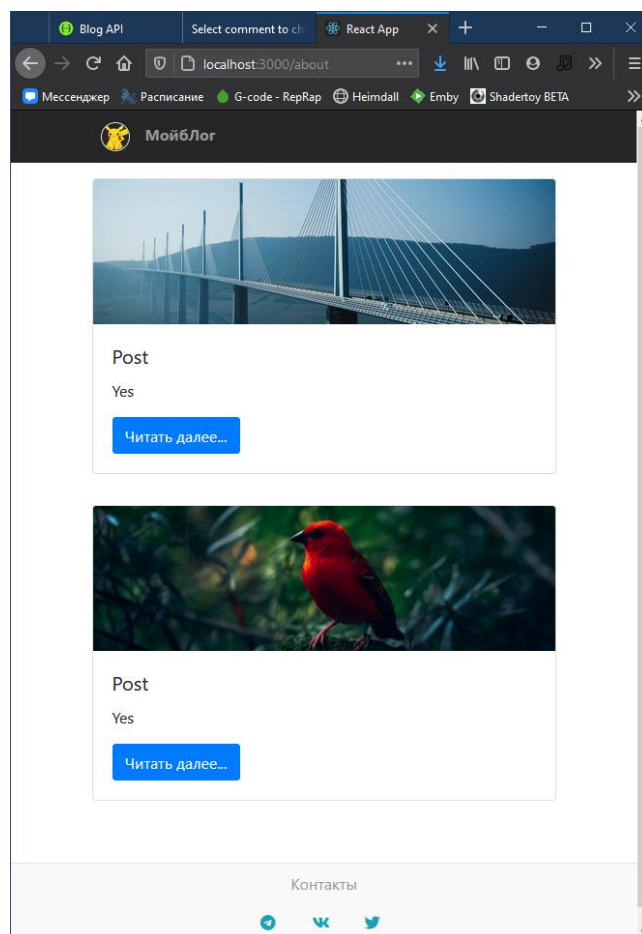 Blog API
Select comment to ch
React App
localhost:3000/about
Мессенджер
Расписание
G-code - RepRap
Heimdall
Emby
Shadertoy BETA
МойбЛог
Post
Yes
Читать далее...
Post
Yes
Читать далее...
Контакты